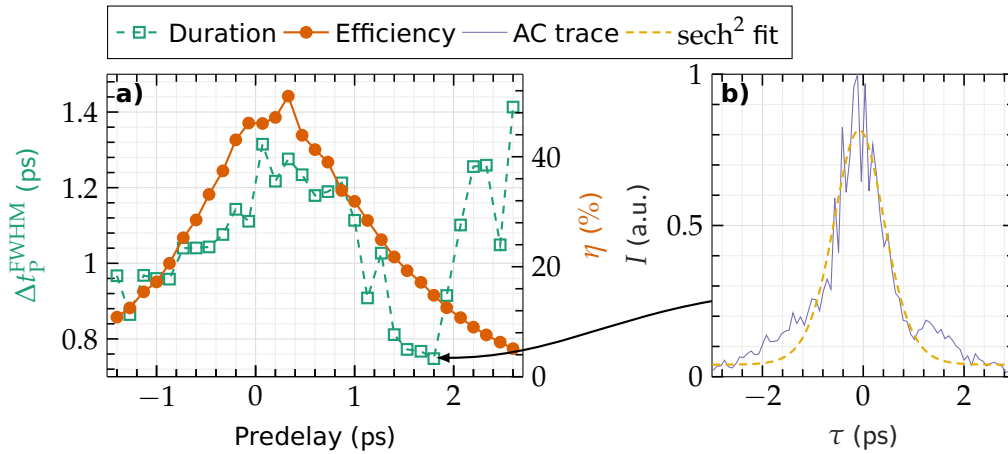 Duration Efficiency AC trace sech² fit
a)
1.4
1.2
1
0.8
Δt_P^FWHM (ps)
−1 0 1 2
Predelay (ps)
40
20
0
η (%)
b)
1
0.5
0
I (a.u.)
−2 0 2
τ (ps)